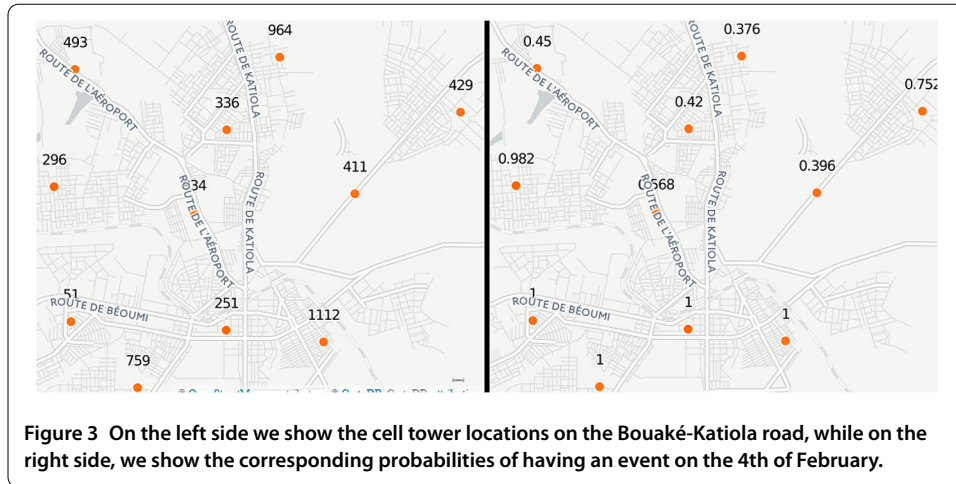 493
964
ROUTE DE L'AÉROPORT
ROUTE DE KATIOLA
429
336
296
411
34
ROUTE DE L'AÉROPORT
ROUTE DE KATIOLA
51
ROUTE DE BÉOUMI
251
1112
759
0.45
0.376
ROUTE DE L'AÉROPORT
ROUTE DE KATIOLA
0.752
0.42
0.982
0.396
0.568
ROUTE DE L'AÉROPORT
ROUTE DE KATIOLA
1
ROUTE DE BÉOUMI
1
1
1
Figure 3 On the left side we show the cell tower locations on the Bouaké-Katiola road, while on the
right side, we show the corresponding probabilities of having an event on the 4th of February.